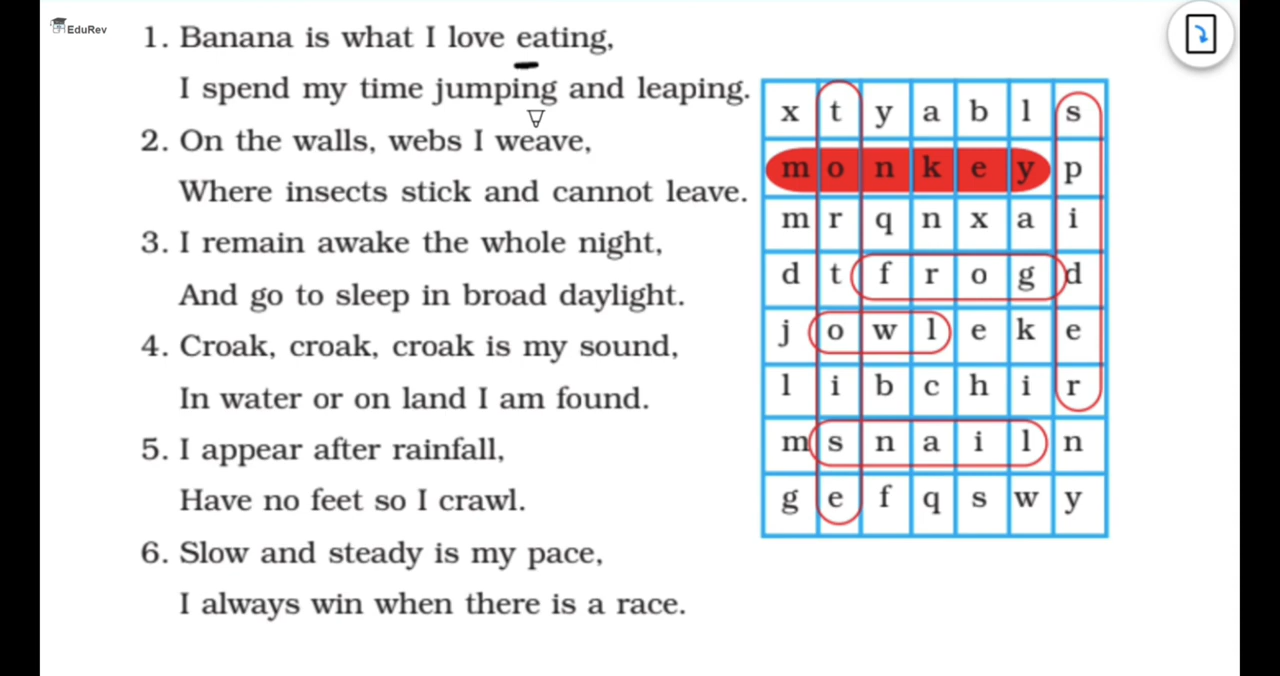 EduRev
1. Banana is what I love eating,
I spend my time jumping and leaping.
2. On the walls, webs I weave,
Where insects stick and cannot leave.
3. I remain awake the whole night,
And go to sleep in broad daylight.
4. Croak, croak, croak is my sound,
In water or on land I am found.
5. I appear after rainfall,
Have no feet so I crawl.
6. Slow and steady is my pace,
I always win when there is a race.
x t y a b l s
m o n k e y p
m r q n x a i
d t f r o g d
j o w l e k e
l i b c h i r
m s n a i l n
g e f q s w y